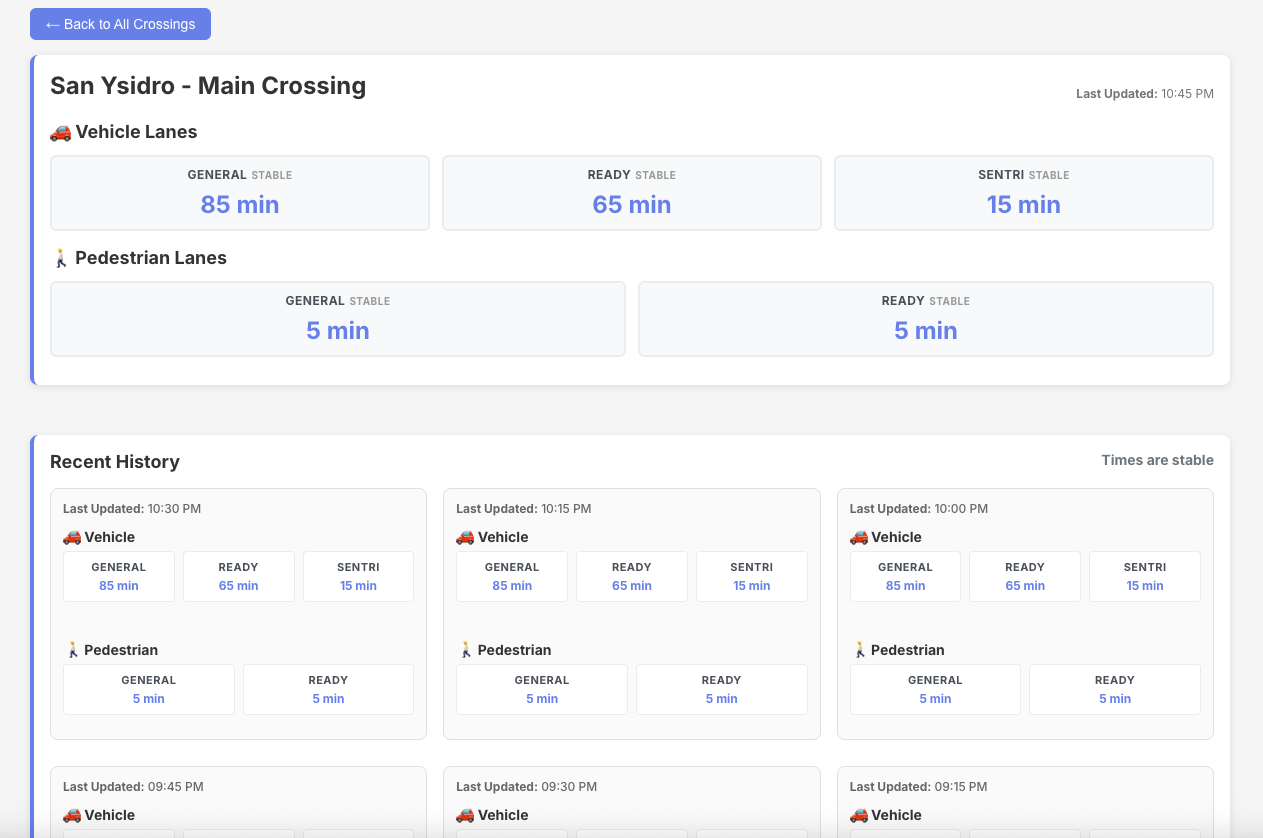 ← Back to All Crossings
San Ysidro - Main Crossing
Last Updated: 10:45 PM
Vehicle Lanes
GENERAL STABLE
85 min
READY STABLE
65 min
SENTRI STABLE
15 min
Pedestrian Lanes
GENERAL STABLE
5 min
READY STABLE
5 min
Recent History
Times are stable
Last Updated: 10:30 PM
Vehicle
GENERAL
85 min
READY
65 min
SENTRI
15 min
Pedestrian
GENERAL
5 min
READY
5 min
Last Updated: 10:15 PM
Vehicle
GENERAL
85 min
READY
65 min
SENTRI
15 min
Pedestrian
GENERAL
5 min
READY
5 min
Last Updated: 10:00 PM
Vehicle
GENERAL
85 min
READY
65 min
SENTRI
15 min
Pedestrian
GENERAL
5 min
READY
5 min
Last Updated: 09:45 PM
Vehicle
Last Updated: 09:30 PM
Vehicle
Last Updated: 09:15 PM
Vehicle